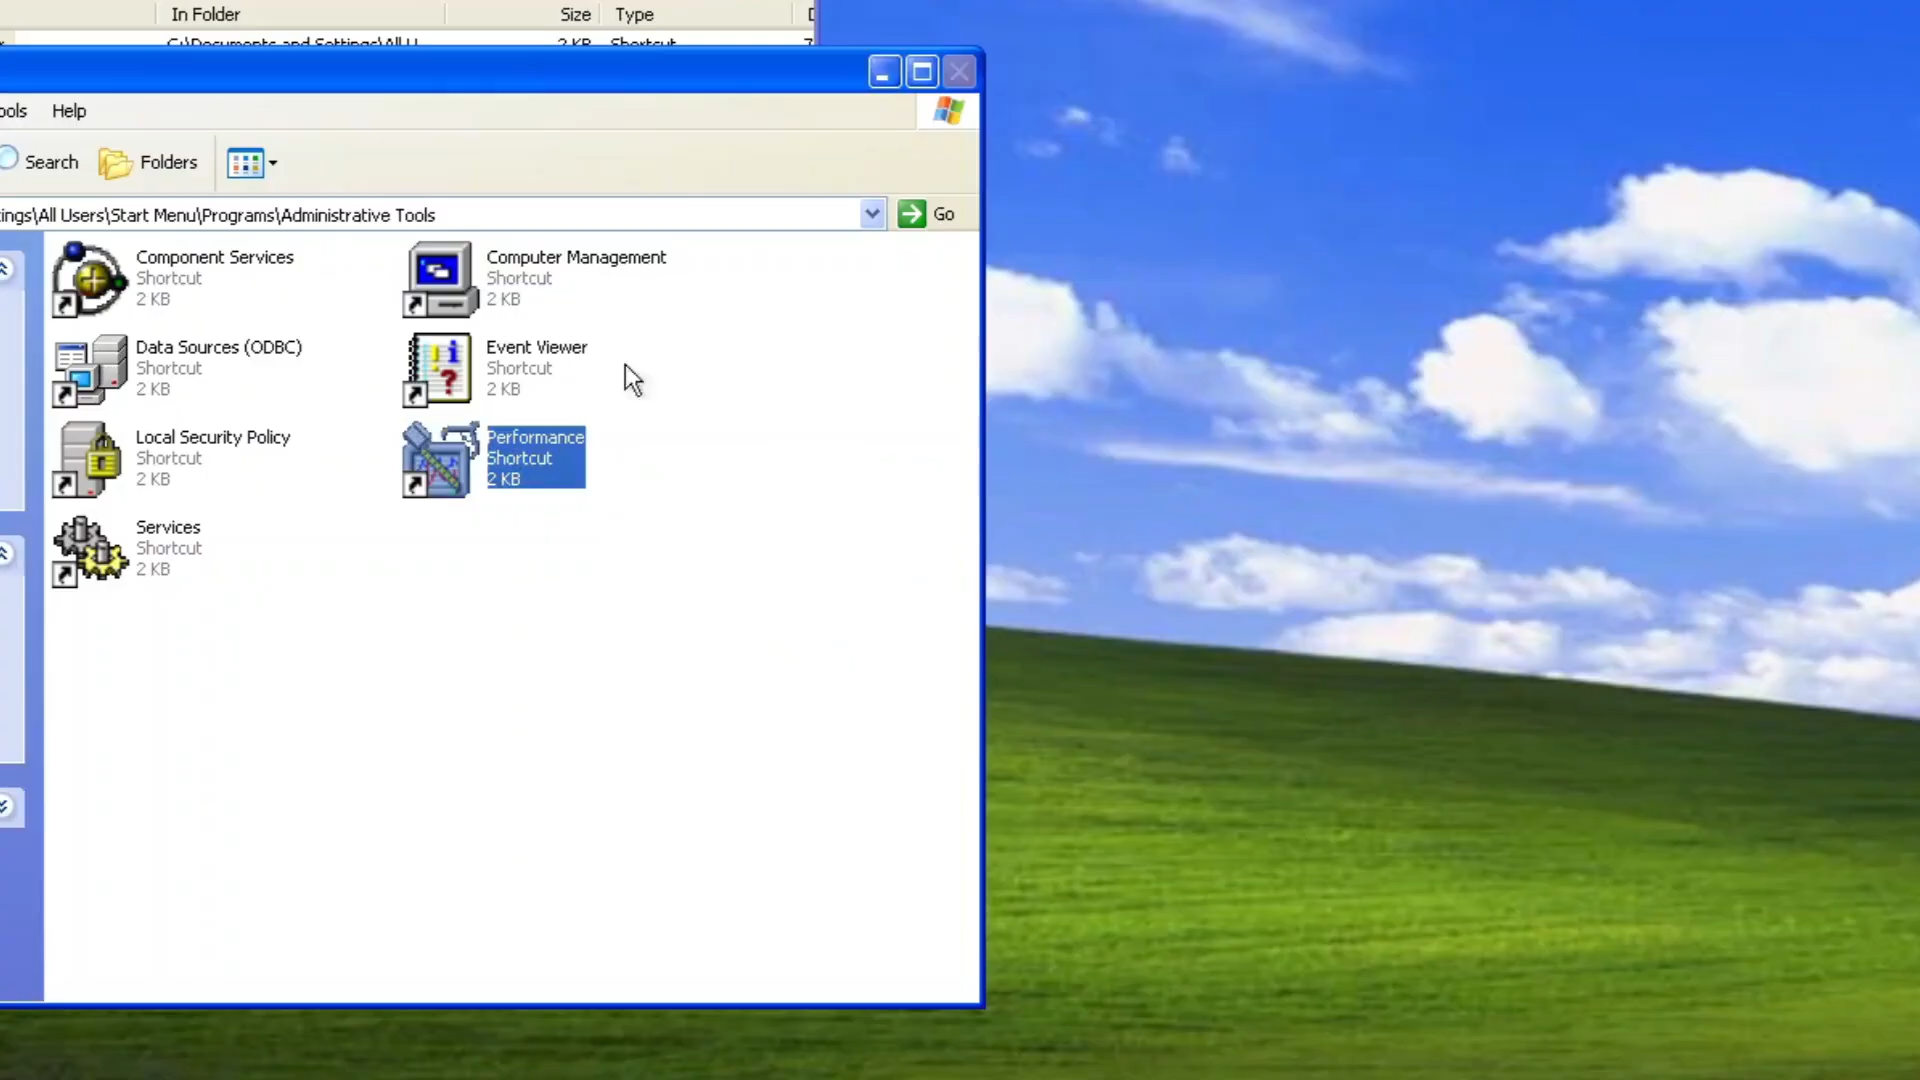 In Folder Size Type
C:\Documents and Settings\All U... 2 KB Shortcut 7
ools Help
Search Folders
ings\All Users\Start Menu\Programs\Administrative Tools Go
Component Services
Shortcut
2 KB
Computer Management
Shortcut
2 KB
Data Sources (ODBC)
Shortcut
2 KB
Event Viewer
Shortcut
2 KB
Local Security Policy
Shortcut
2 KB
Performance
Shortcut
2 KB
Services
Shortcut
2 KB